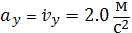 a_y = v̇_y = 2.0 м/с²